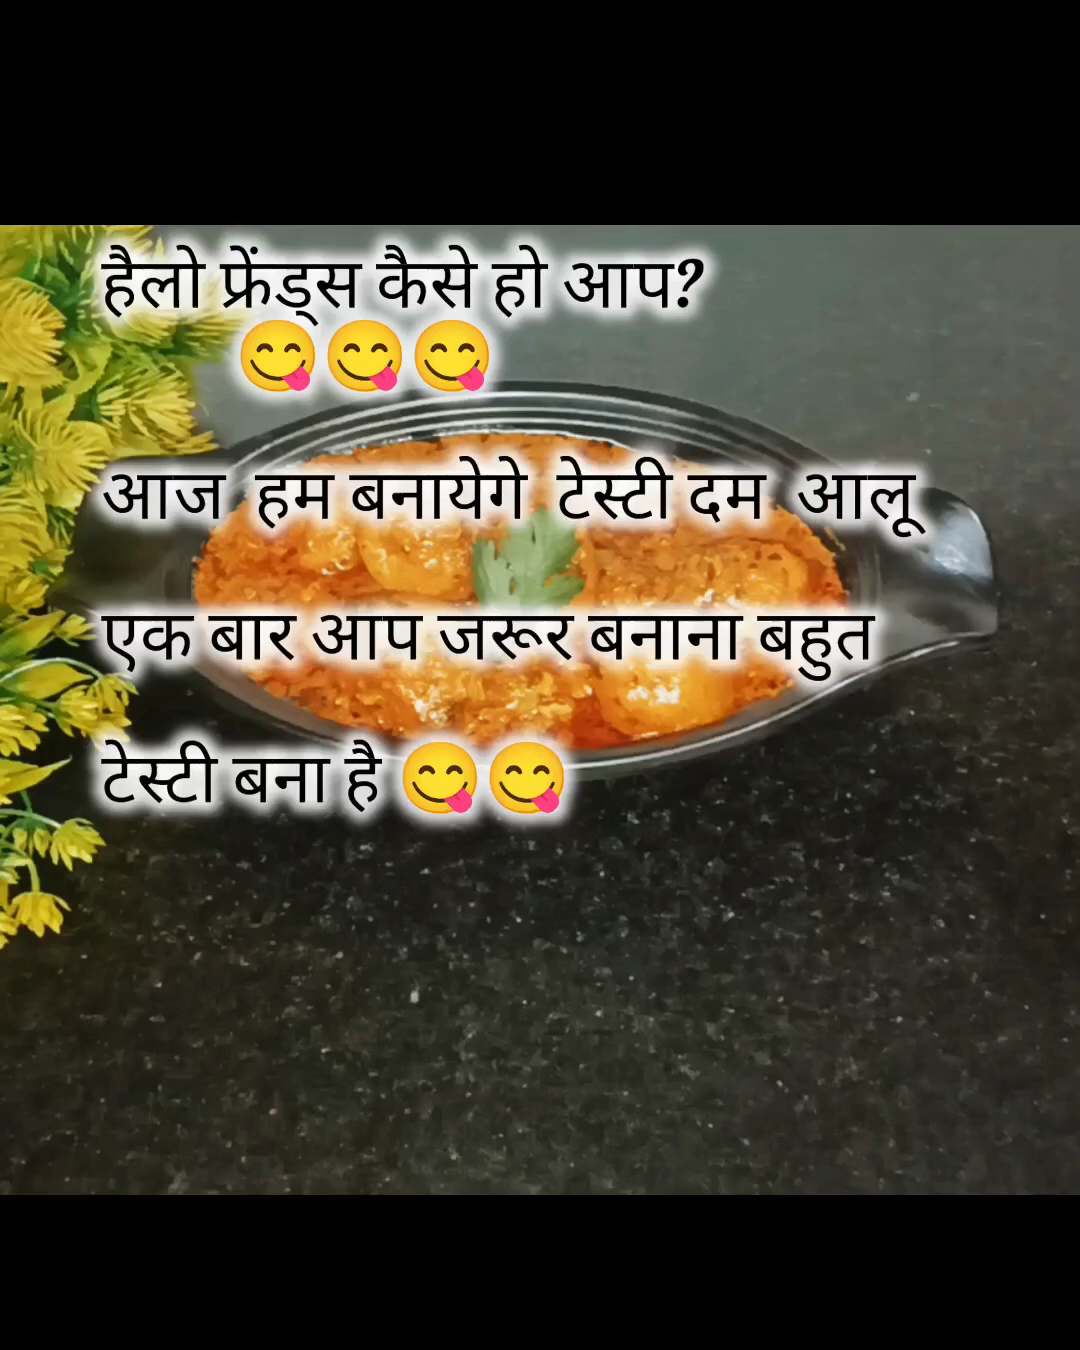 हैलो फ्रेंड्स कैसे हो आप?
😋😋😋
आज हम बनायेगे टेस्टी दम आलू
एक बार आप जरूर बनाना बहुत
टेस्टी बना है 😋😋